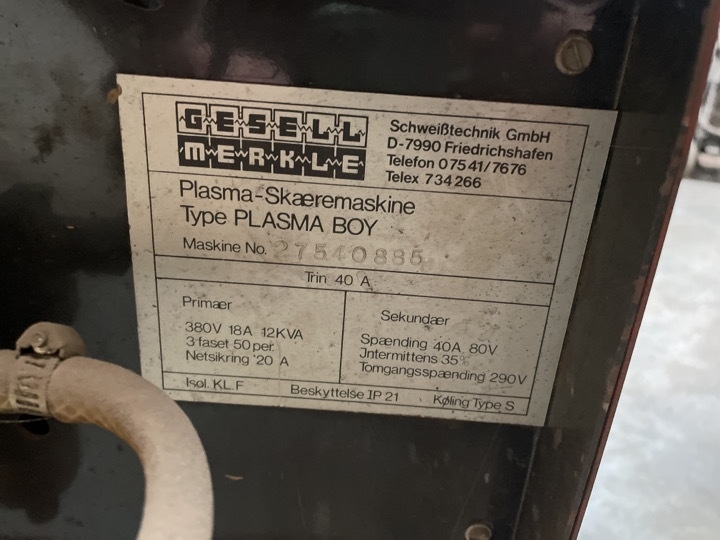 GESELL
MERKLE
Schweißtechnik GmbH
D-7990 Friedrichshafen
Telefon 07541/7676
Telex 734266
Plasma-Skæremaskine
Type PLASMA BOY
Maskine No. 27540885
Trin 40 A
Primær
380V 18A 12KVA
3 faset 50 per.
Netsikring 20 A
Sekundær
Spænding 40A, 80V
Intermittens 35%
Tomgangsspænding 290V
Isol. KL. F
Beskyttelse IP 21
Køling Type S